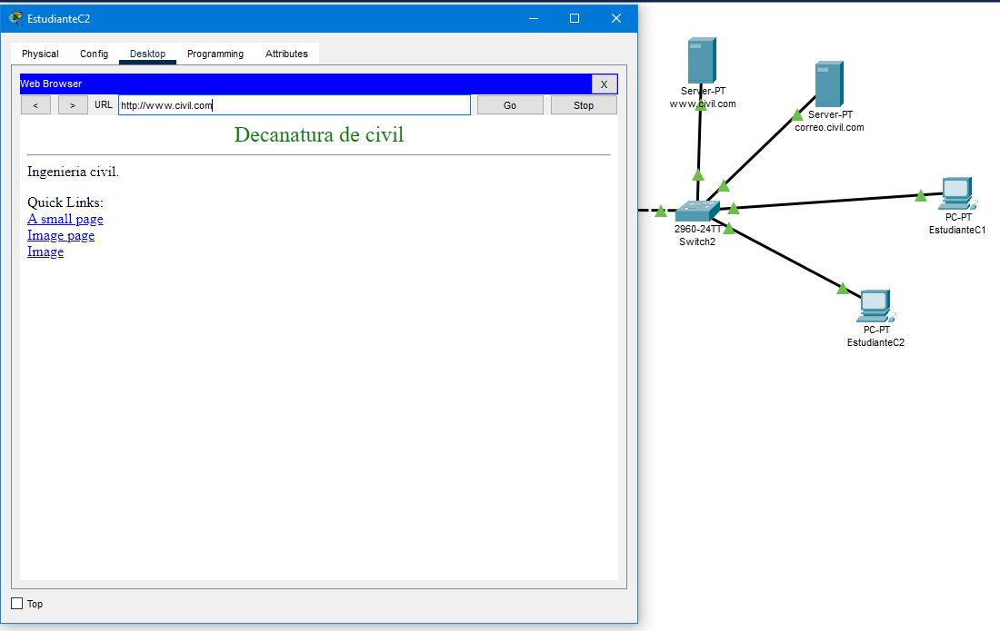 EstudianteC2
Physical Config Desktop Programming Attributes
Web Browser
X
< > URL http://www.civil.com Go Stop
Decanatura de civil
Ingenieria civil.
Quick Links:
A small page
Image page
Image
Top
Server-PT
www.civil.com
Server-PT
correo.civil.com
PC-PT
EstudianteC1
2960-24TT
Switch2
PC-PT
EstudianteC2